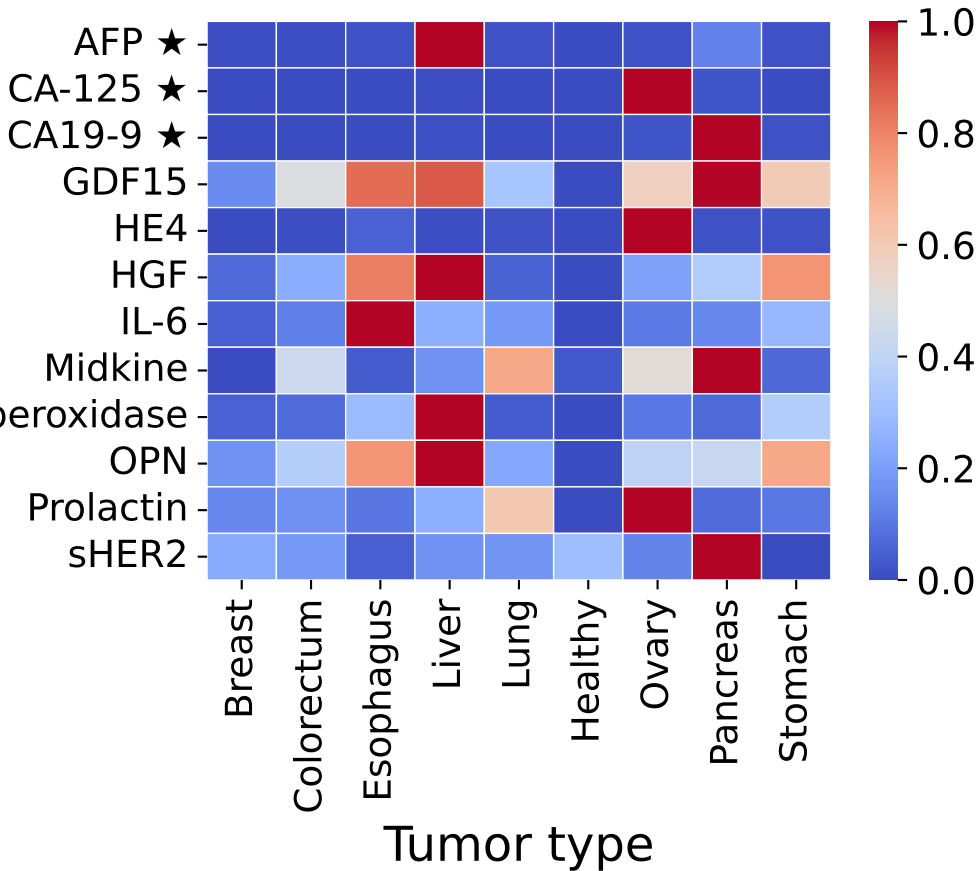 AFP ★
CA-125 ★
CA19-9 ★
GDF15
HE4
HGF
IL-6
Midkine
peroxidase
OPN
Prolactin
sHER2
Breast
Colorectum
Esophagus
Liver
Lung
Healthy
Ovary
Pancreas
Stomach
Tumor type
1.0
0.8
0.6
0.4
0.2
0.0